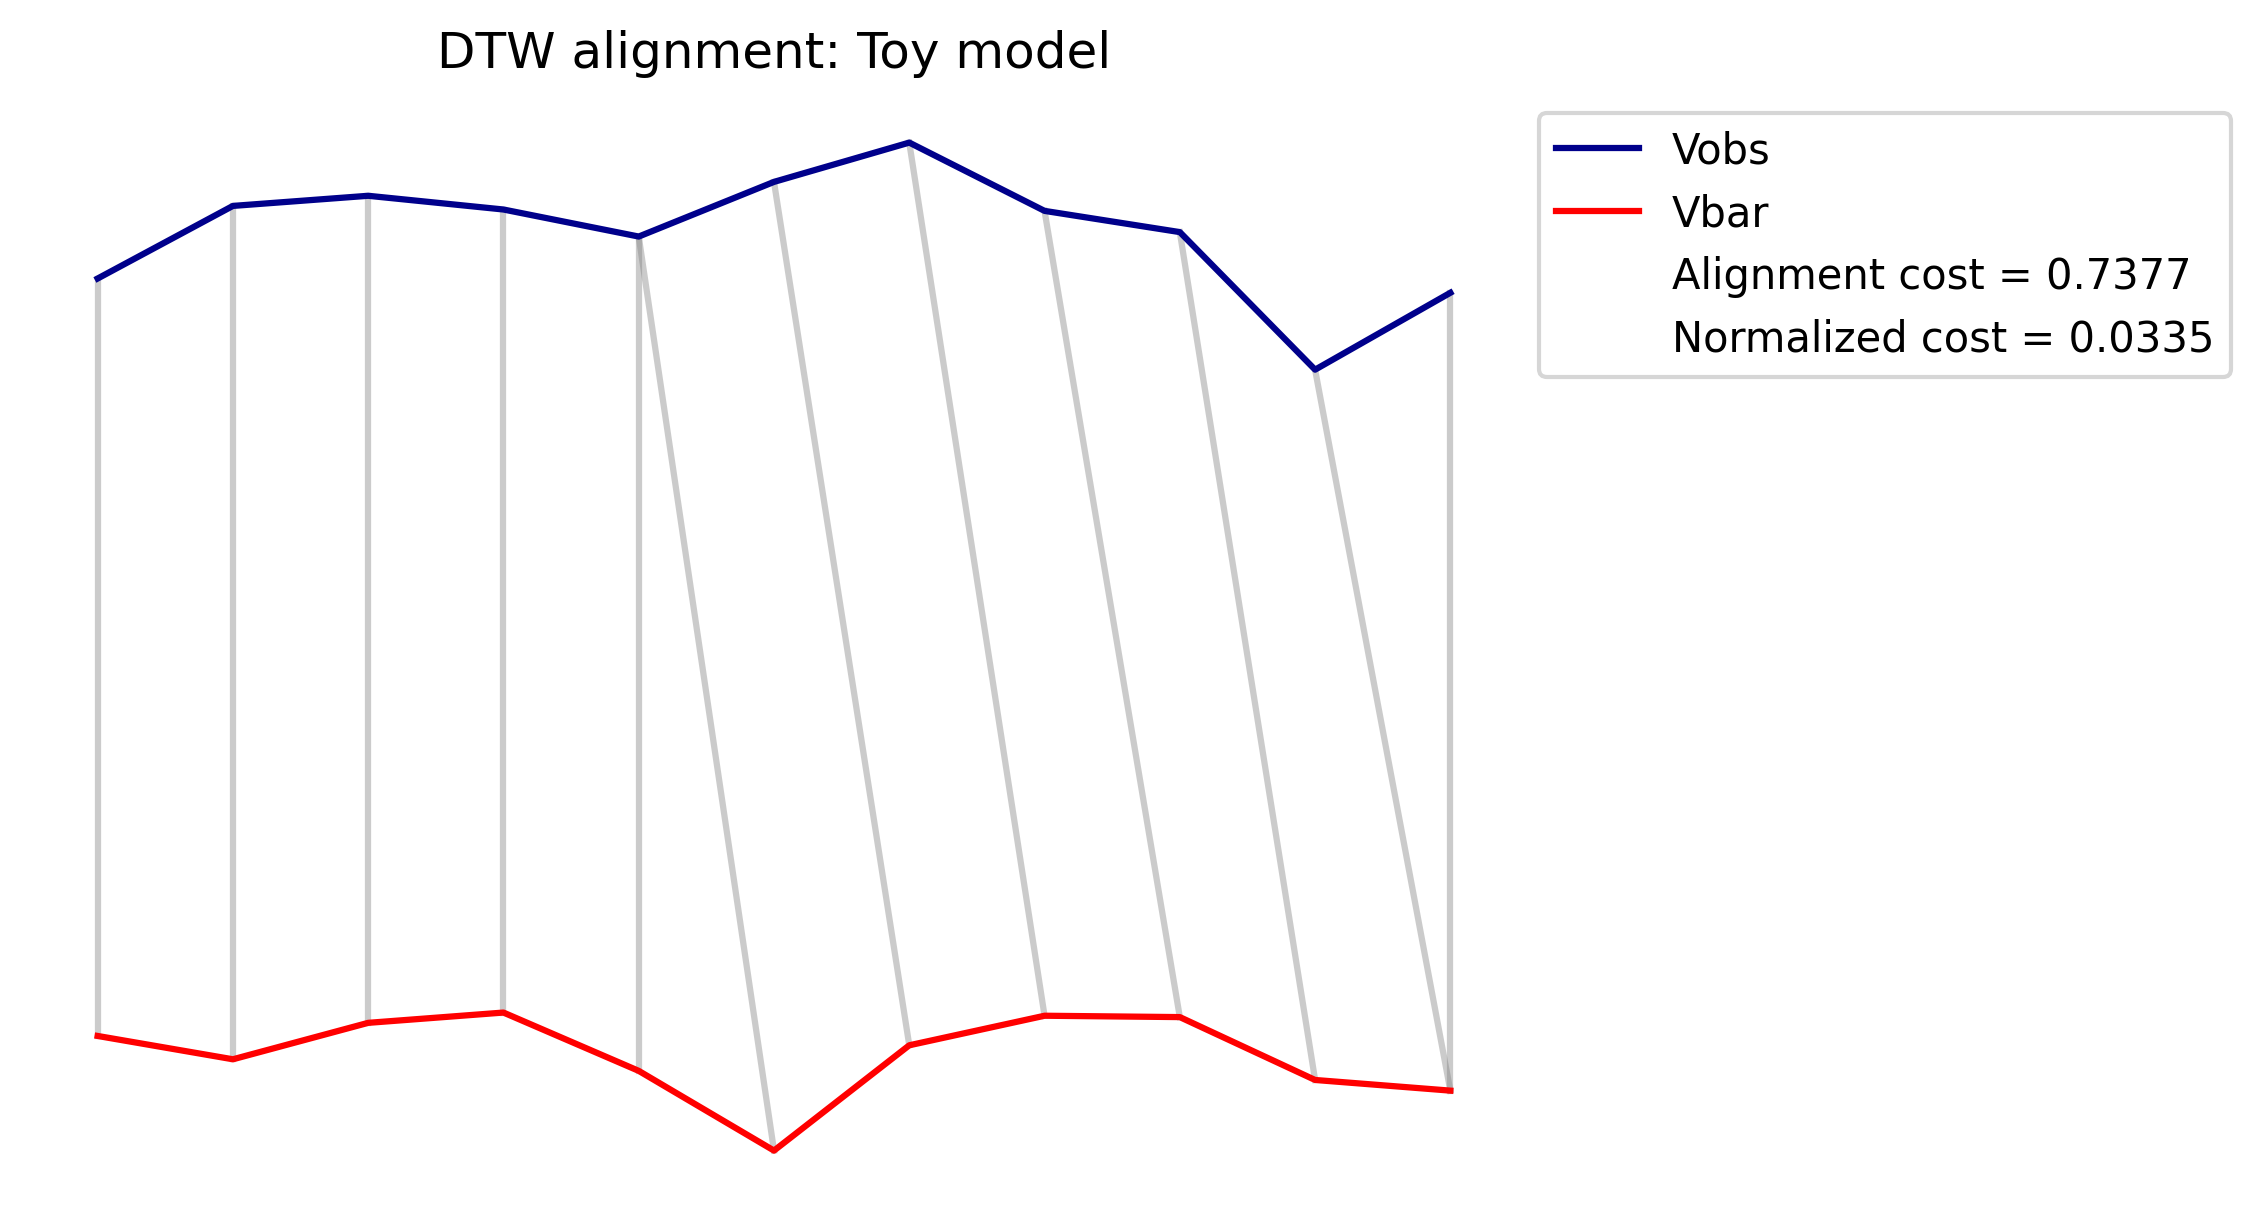 DTW alignment: Toy model
Vobs
Vbar
Alignment cost = 0.7377
Normalized cost = 0.0335